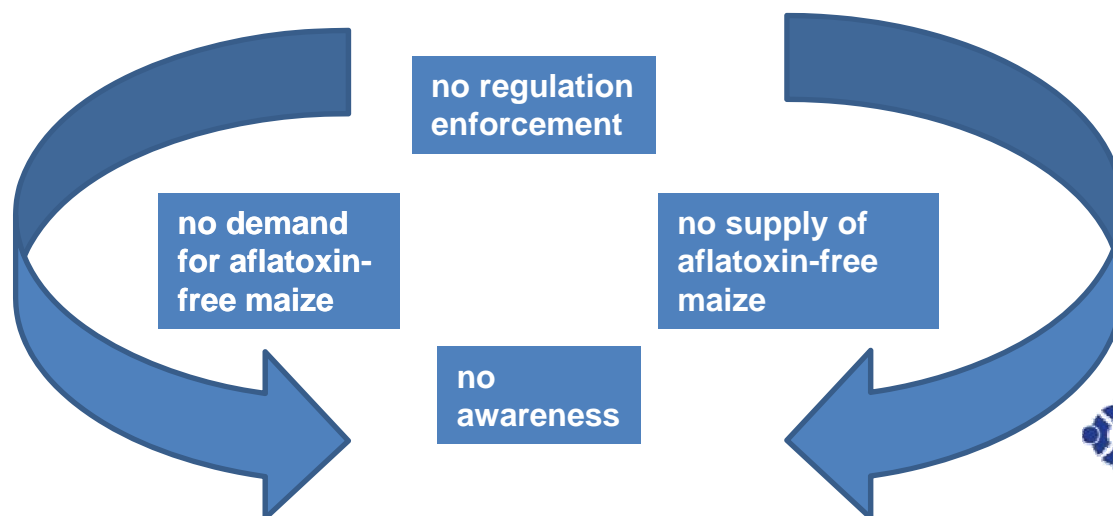 no regulation
enforcement
no demand
for aflatoxin-
free maize
no supply of
aflatoxin-free
maize
no
awareness